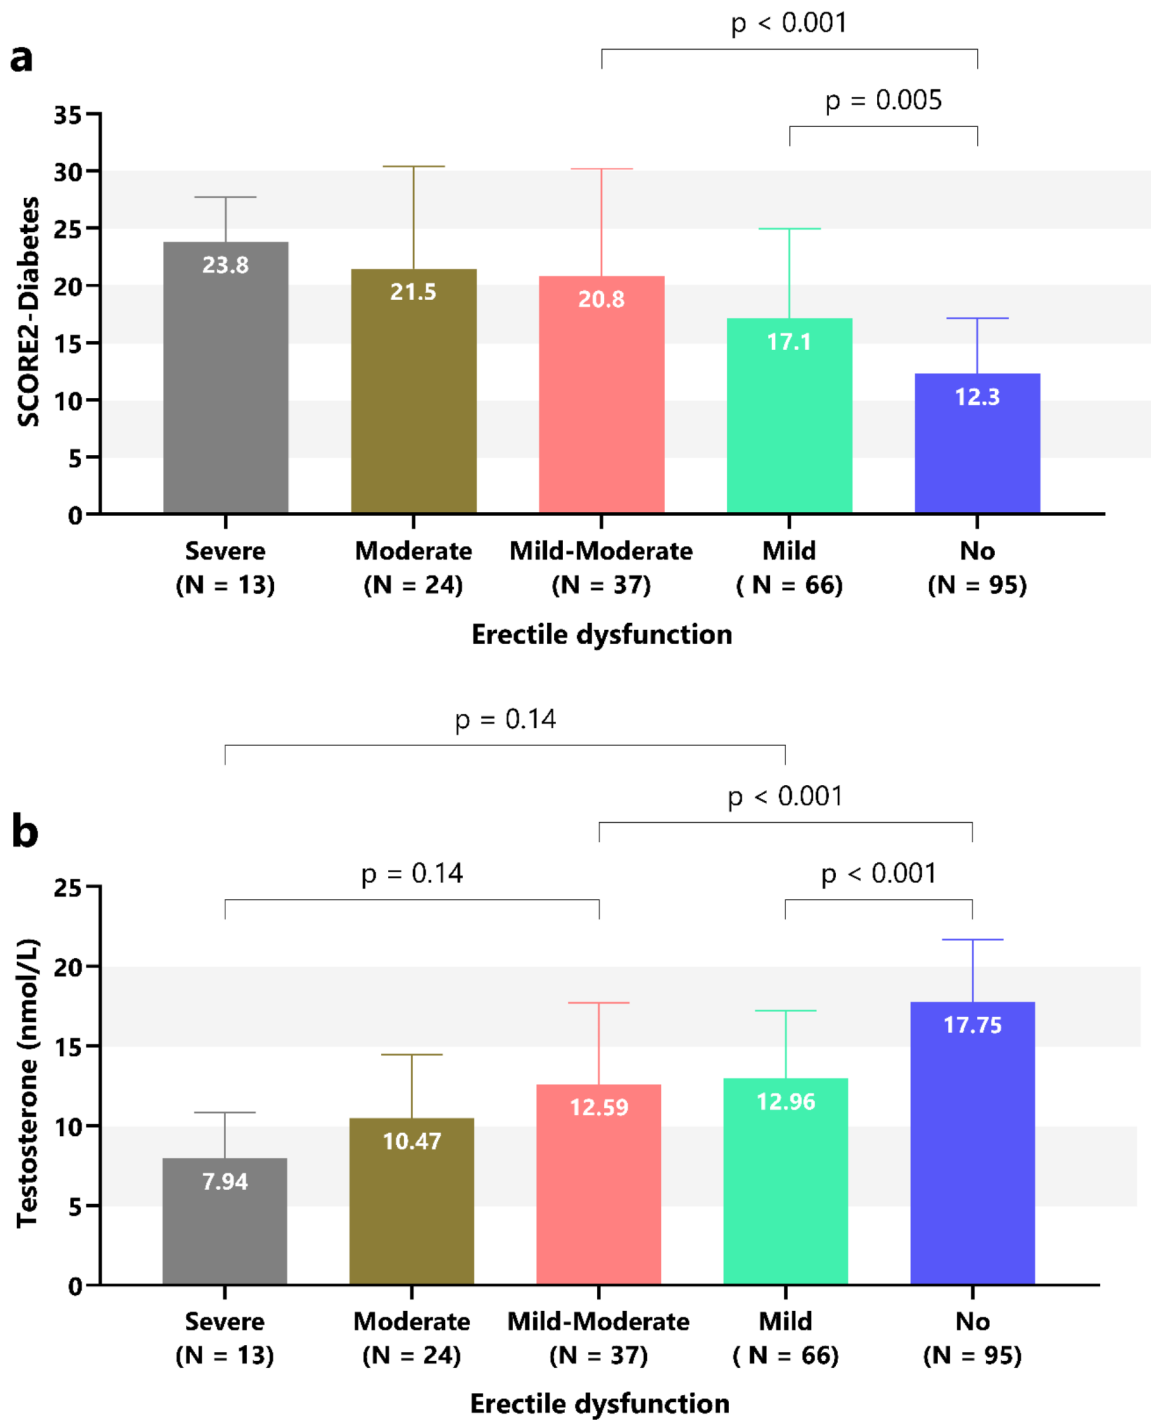 a
p < 0.001
p = 0.005
SCORE2-Diabetes
35
30
25
20
15
10
5
0
23.8
21.5
20.8
17.1
12.3
Severe Moderate Mild-Moderate Mild No
(N = 13) (N = 24) (N = 37) ( N = 66) (N = 95)
Erectile dysfunction
p = 0.14
p < 0.001
b
p = 0.14 p < 0.001
Testosterone (nmol/L)
25
20
15
10
5
0
7.94
10.47
12.59
12.96
17.75
Severe Moderate Mild-Moderate Mild No
(N = 13) (N = 24) (N = 37) ( N = 66) (N = 95)
Erectile dysfunction